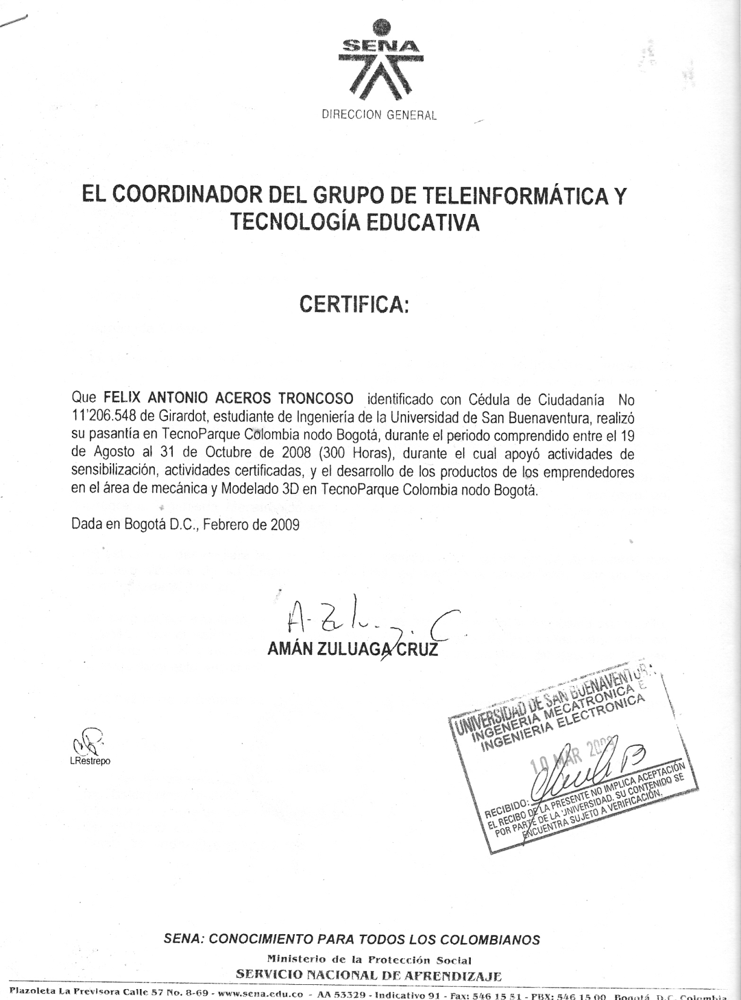 SENA
DIRECCION GENERAL
EL COORDINADOR DEL GRUPO DE TELEINFORMÁTICA Y
TECNOLOGÍA EDUCATIVA
CERTIFICA:
Que FELIX ANTONIO ACEROS TRONCOSO identificado con Cédula de Ciudadanía No
11'206.548 de Girardot, estudiante de Ingeniería de la Universidad de San Buenaventura, realizó
su pasantía en TecnoParque Colombia nodo Bogotá, durante el periodo comprendido entre el 19
de Agosto al 31 de Octubre de 2008 (300 Horas), durante el cual apoyó actividades de
sensibilización, actividades certificadas, y el desarrollo de los productos de los emprendedores
en el área de mecánica y Modelado 3D en TecnoParque Colombia nodo Bogotá.
Dada en Bogotá D.C., Febrero de 2009
AMÁN ZULUAGA CRUZ
LRestrepo
UNIVERSIDAD DE SAN BUENAVENTURA
INGENERIA MECATRONICA E
INGENIERIA ELECTRONICA
10 MAR 2009
RECIBIDO:
EL RECIBO DE LA PRESENTE NO IMPLICA ACEPTACIÓN
POR PARTE DE LA UNIVERSIDAD. SU CONTENIDO SE
ENCUENTRA SUJETO A VERIFICACIÓN.
SENA: CONOCIMIENTO PARA TODOS LOS COLOMBIANOS
Ministerio de la Protección Social
SERVICIO NACIONAL DE APRENDIZAJE
Plazoleta La Previsora Calle 57 No. 8-69 - www.sena.edu.co - AA 53329 - Indicativo 91 - Fax: 546 15 51 - PBX: 546 15 00 Bogotá D.C. Colombia